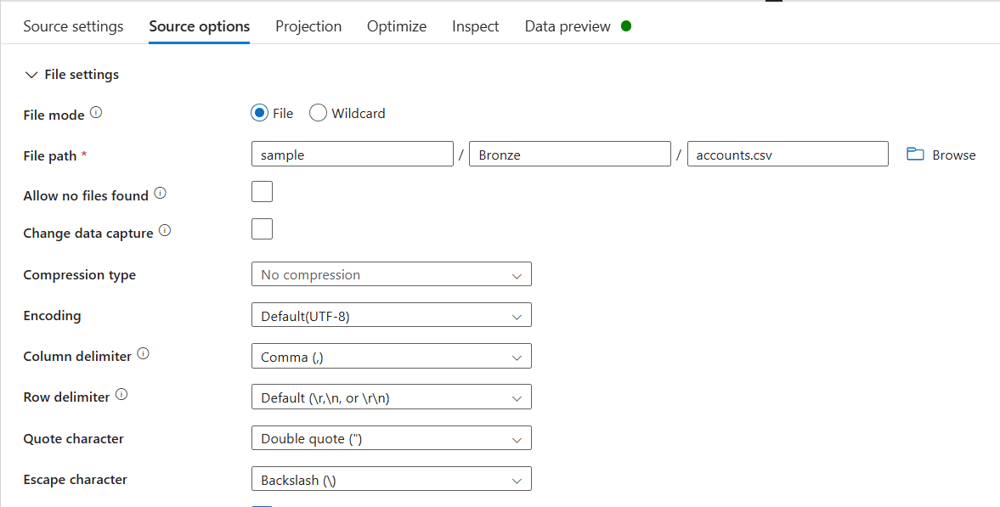 Source settings Source options Projection Optimize Inspect Data preview
File settings
File mode File Wildcard
File path * sample / Bronze / accounts.csv Browse
Allow no files found
Change data capture
Compression type No compression
Encoding Default(UTF-8)
Column delimiter Comma (,)
Row delimiter Default (\r,\n, or \r\n)
Quote character Double quote (")
Escape character Backslash (\)